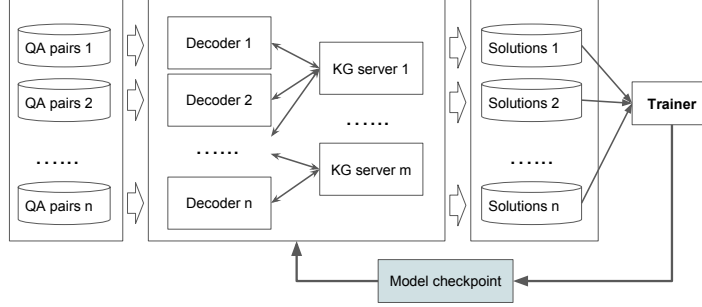 QA pairs 1
QA pairs 2
......
QA pairs n
Decoder 1
Decoder 2
......
Decoder n
KG server 1
......
KG server m
Solutions 1
Solutions 2
......
Solutions n
Trainer
Model checkpoint